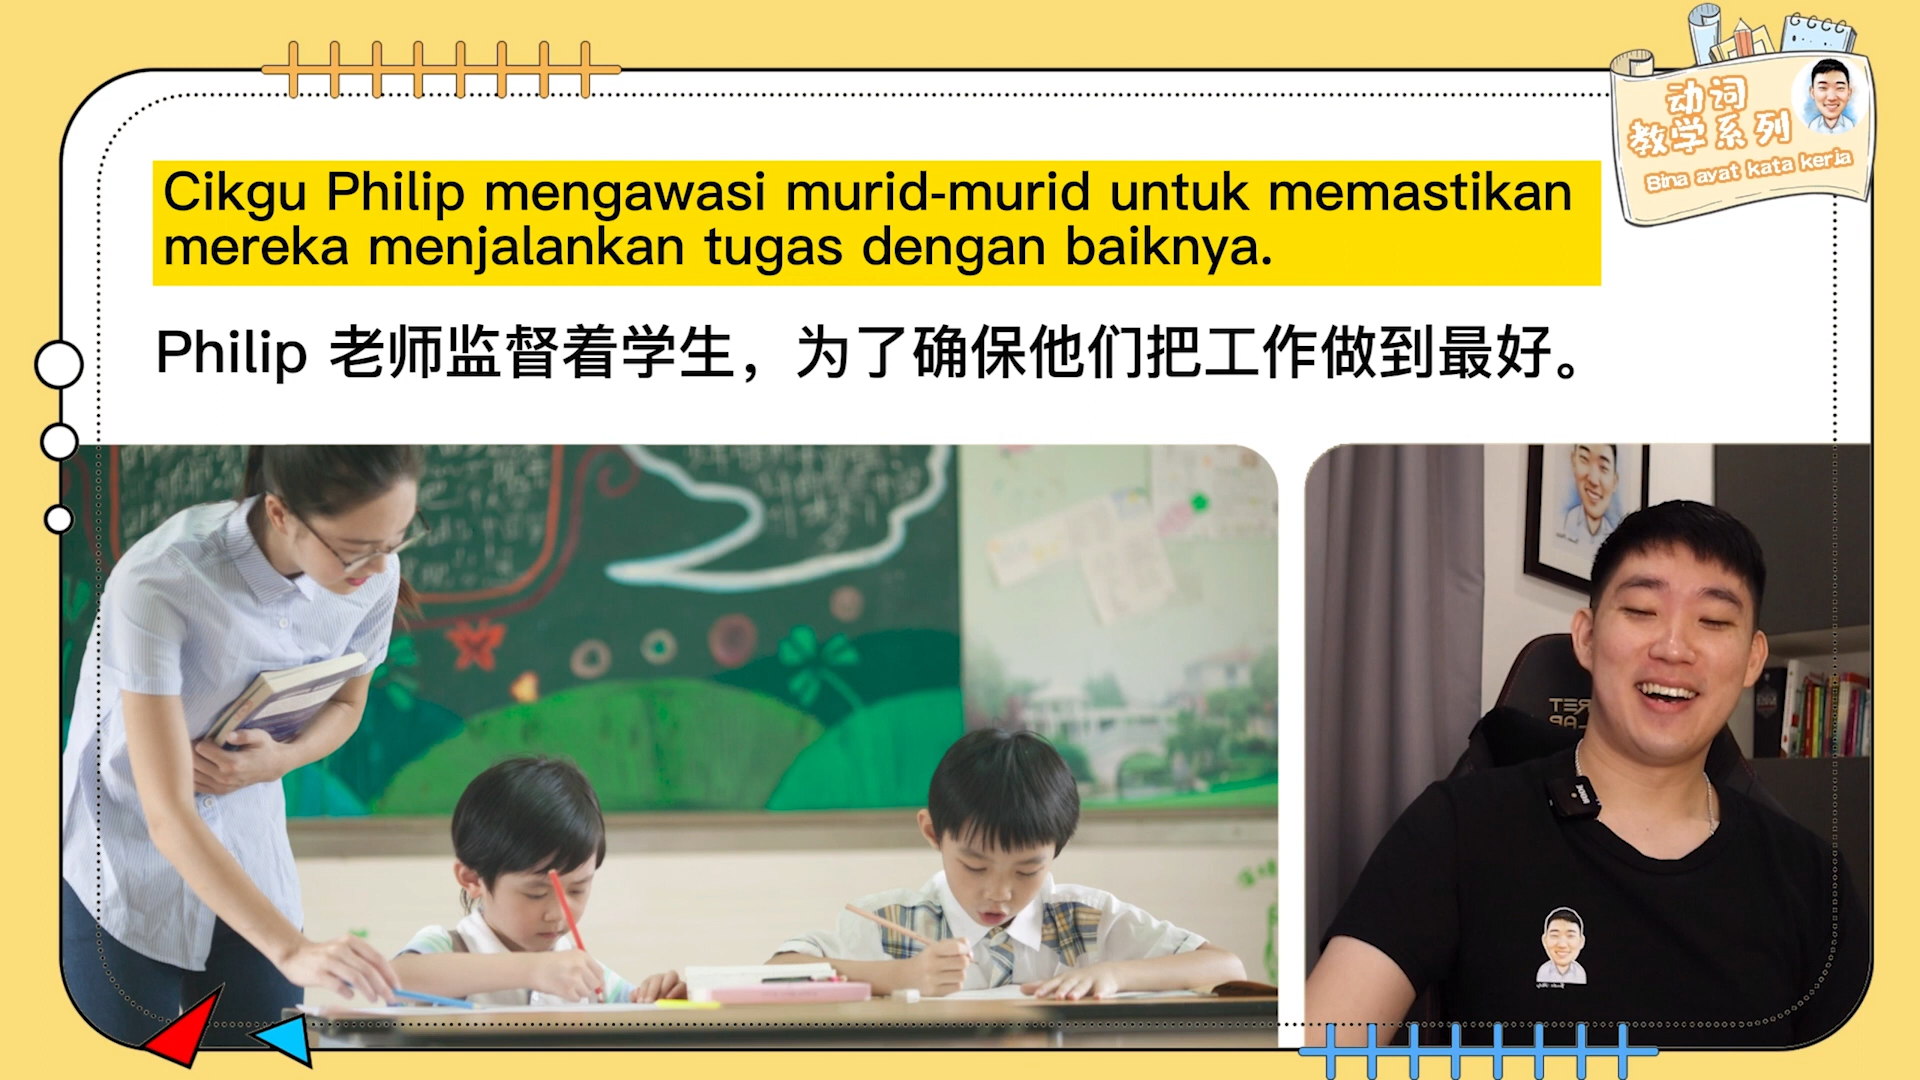 动词
教学系列
Bina ayat kata kerja
Cikgu Philip mengawasi murid-murid untuk memastikan
mereka menjalankan tugas dengan baiknya.
Philip 老师监督着学生，为了确保他们把工作做到最好。